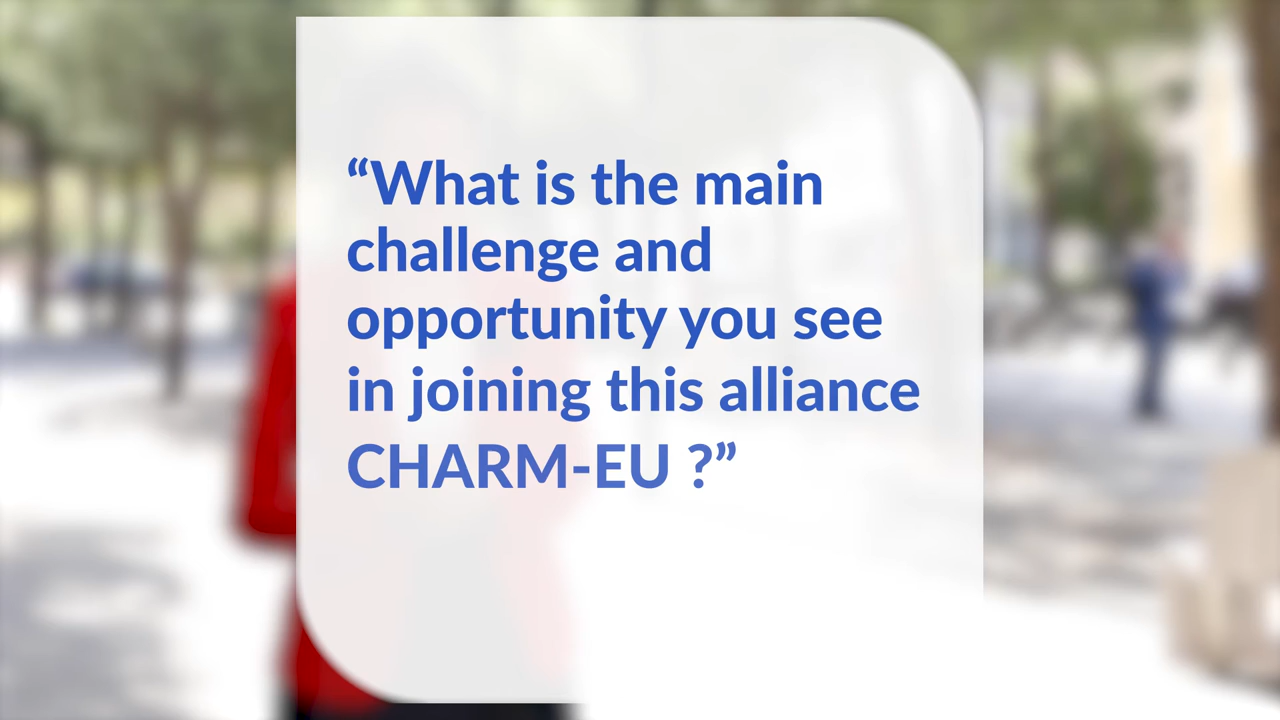 “What is the main
challenge and
opportunity you see
in joining this alliance
CHARM-EU ?”